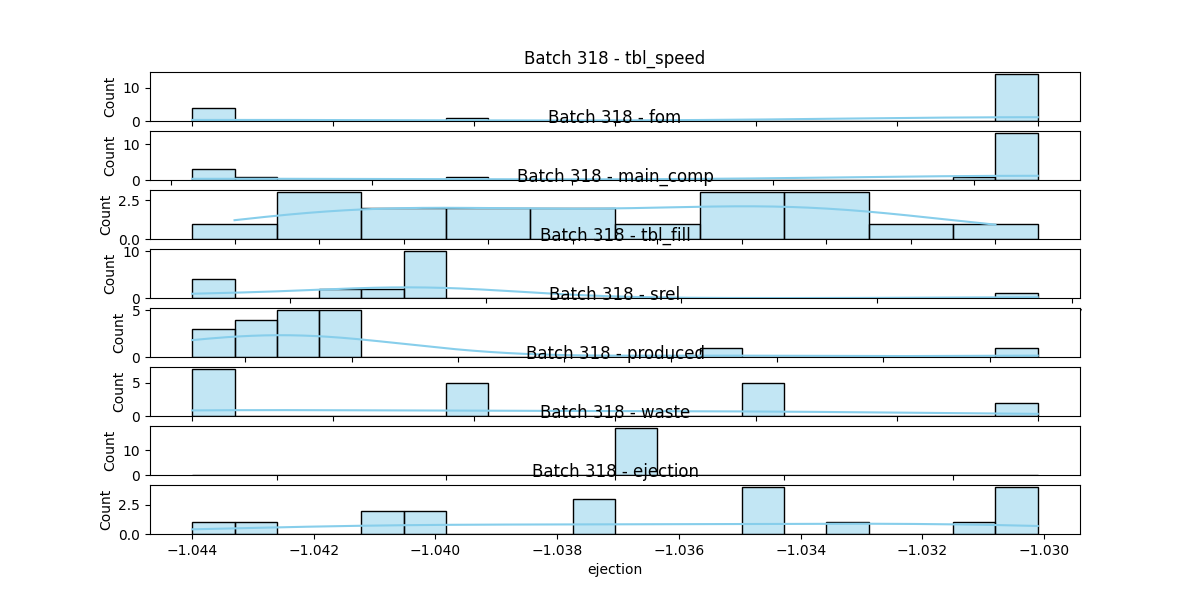 Batch 318 - tbl_speed
Count
10
0
Batch 318 - fom
Count
10
0
Batch 318 - main_comp
Count
2.5
0.0
Batch 318 - tbl_fill
Count
10
0
Batch 318 - srel
Count
5
0
Batch 318 - produced
Count
5
0
Batch 318 - waste
Count
10
0
Batch 318 - ejection
Count
2.5
0.0
−1.044 −1.042 −1.040 −1.038 −1.036 −1.034 −1.032 −1.030
ejection